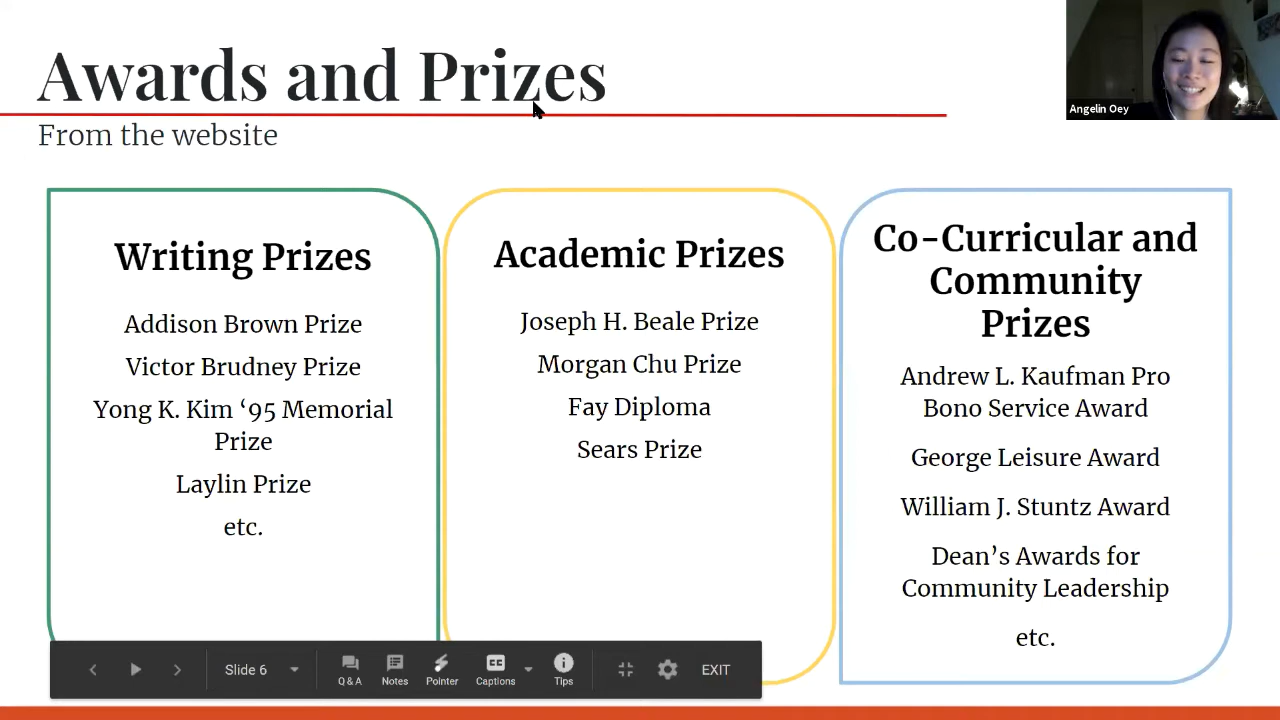 Awards and Prizes
From the website
Angelin Oey
Writing Prizes
Addison Brown Prize
Victor Brudney Prize
Yong K. Kim ‘95 Memorial
Prize
Laylin Prize
etc.
Academic Prizes
Joseph H. Beale Prize
Morgan Chu Prize
Fay Diploma
Sears Prize
Co-Curricular and
Community
Prizes
Andrew L. Kaufman Pro
Bono Service Award
George Leisure Award
William J. Stuntz Award
Dean’s Awards for
Community Leadership
etc.
Slide 6
Q & A
Notes
Pointer
CC
Captions
Tips
EXIT